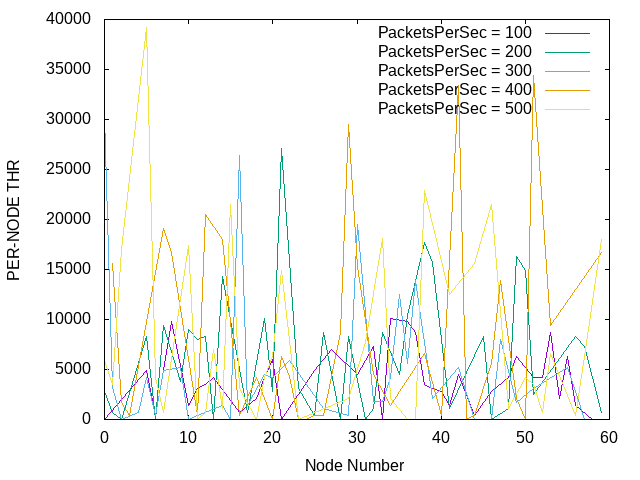 40000
35000
30000
25000
20000
15000
10000
5000
0
PER-NODE THR
PacketsPerSec = 100
PacketsPerSec = 200
PacketsPerSec = 300
PacketsPerSec = 400
PacketsPerSec = 500
0 10 20 30 40 50 60
Node Number